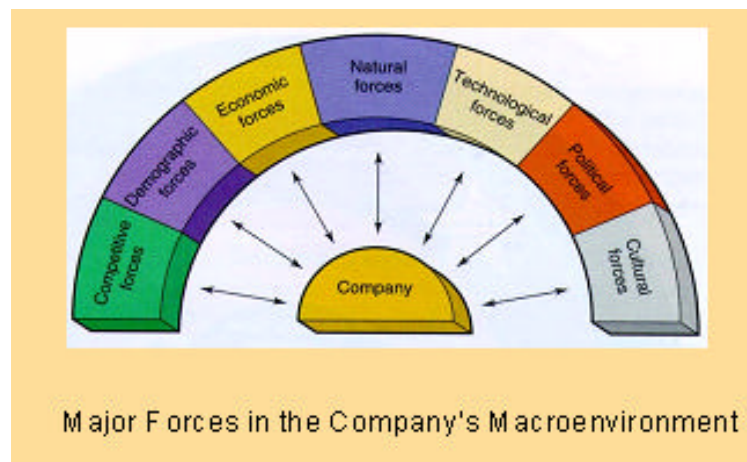 Competitive
forces
Demographic
forces
Economic
forces
Natural
forces
Technological
forces
Political
forces
Cultural
forces
Company
Major Forces in the Company's Macroenvironment